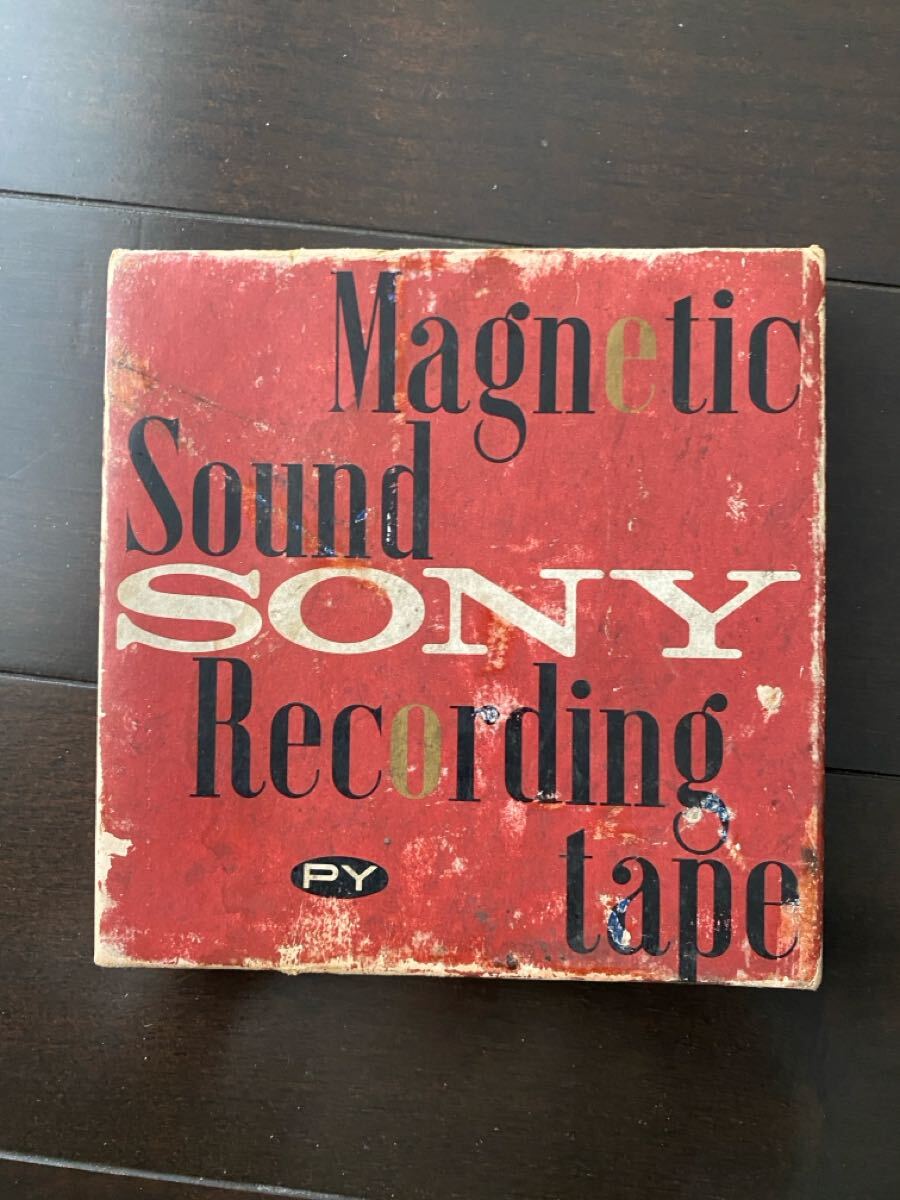 Magnetic
Sound
SONY
Recording
PY
tape